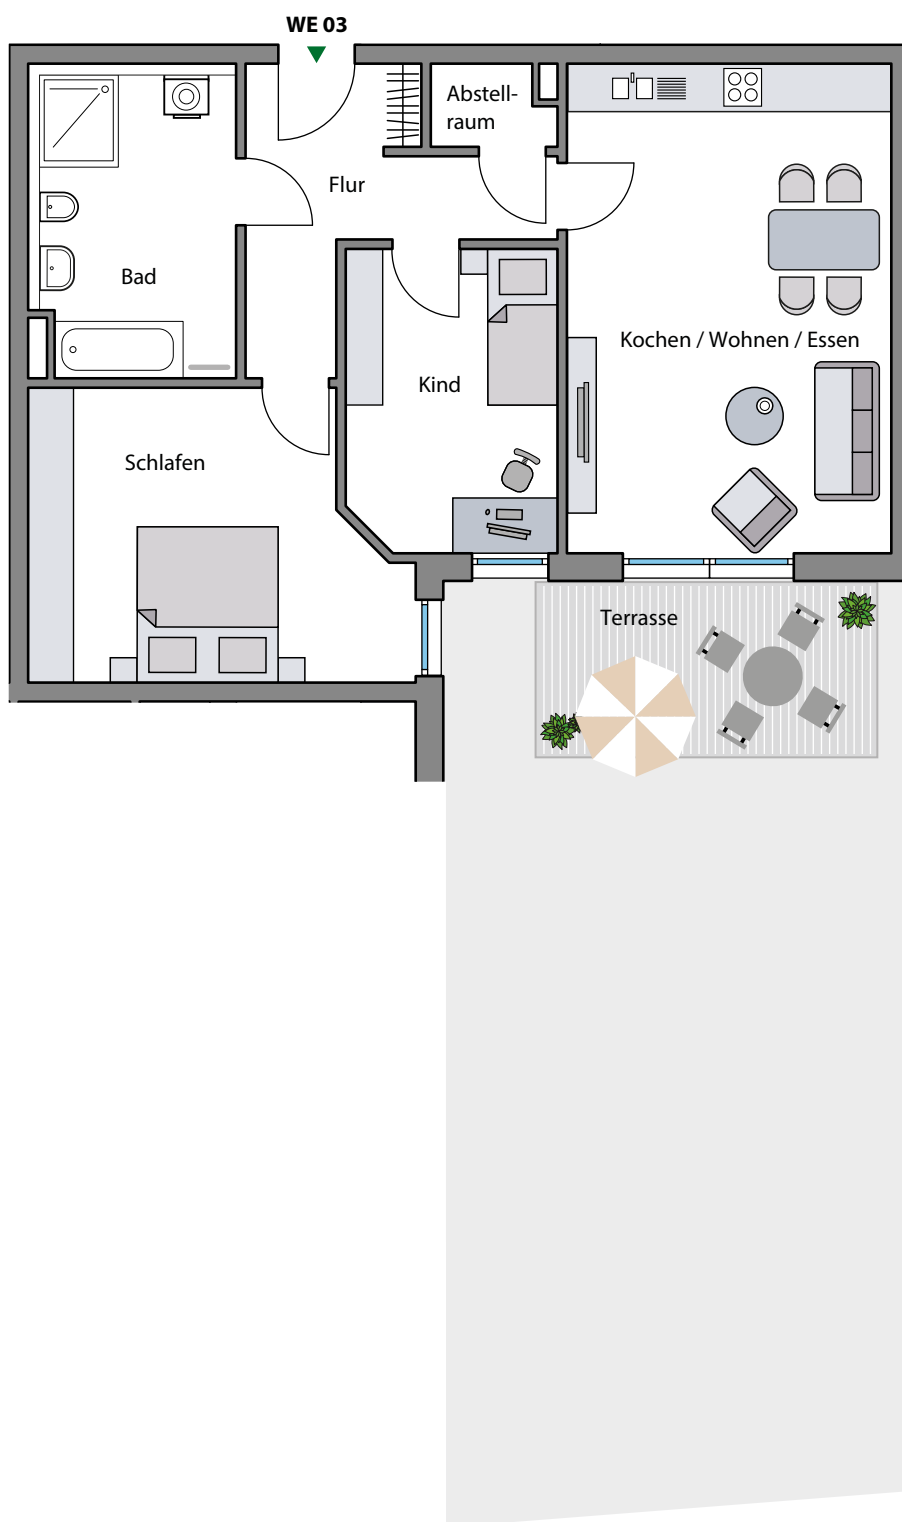 WE 03
Abstell-
raum
Flur
Bad
Kochen / Wohnen / Essen
Kind
Schlafen
Terrasse